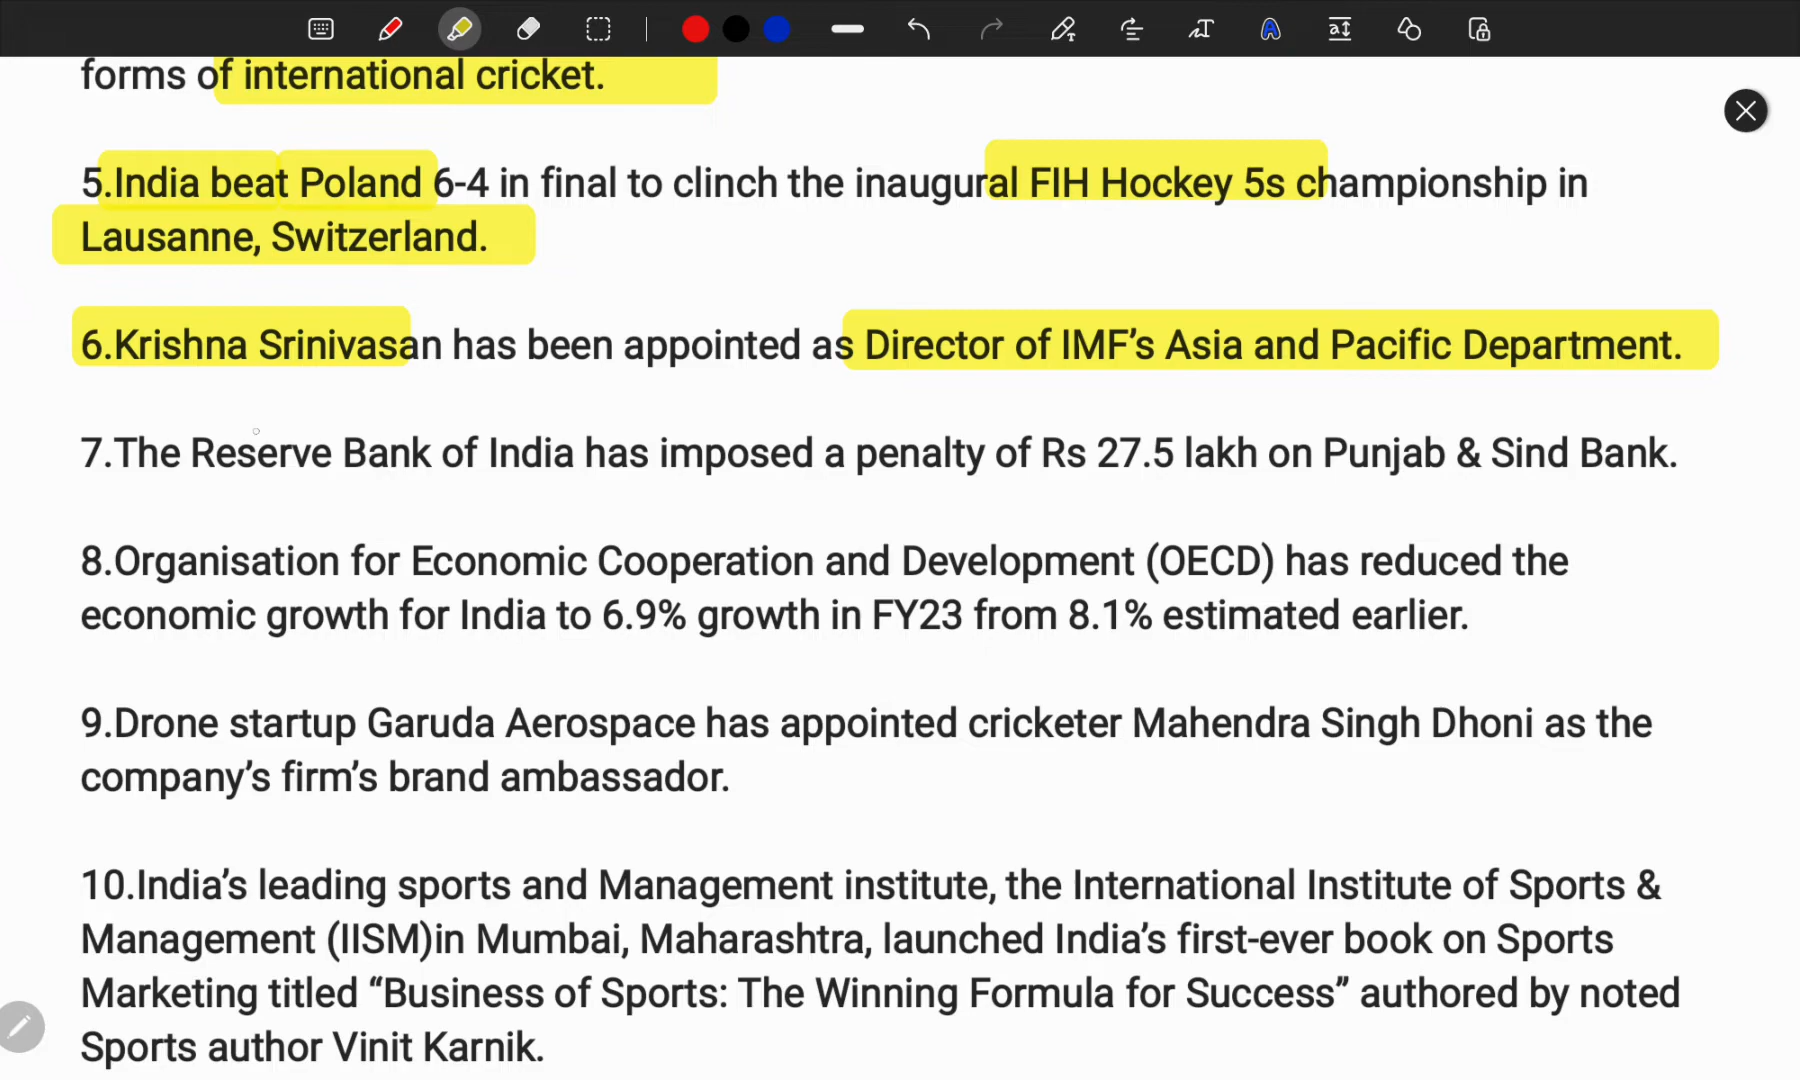 forms of international cricket.
5.India beat Poland 6-4 in final to clinch the inaugural FIH Hockey 5s championship in
Lausanne, Switzerland.
6.Krishna Srinivasan has been appointed as Director of IMF’s Asia and Pacific Department.
7.The Reserve Bank of India has imposed a penalty of Rs 27.5 lakh on Punjab & Sind Bank.
8.Organisation for Economic Cooperation and Development (OECD) has reduced the
economic growth for India to 6.9% growth in FY23 from 8.1% estimated earlier.
9.Drone startup Garuda Aerospace has appointed cricketer Mahendra Singh Dhoni as the
company’s firm’s brand ambassador.
10.India’s leading sports and Management institute, the International Institute of Sports &
Management (IISM)in Mumbai, Maharashtra, launched India’s first-ever book on Sports
Marketing titled “Business of Sports: The Winning Formula for Success” authored by noted
Sports author Vinit Karnik.